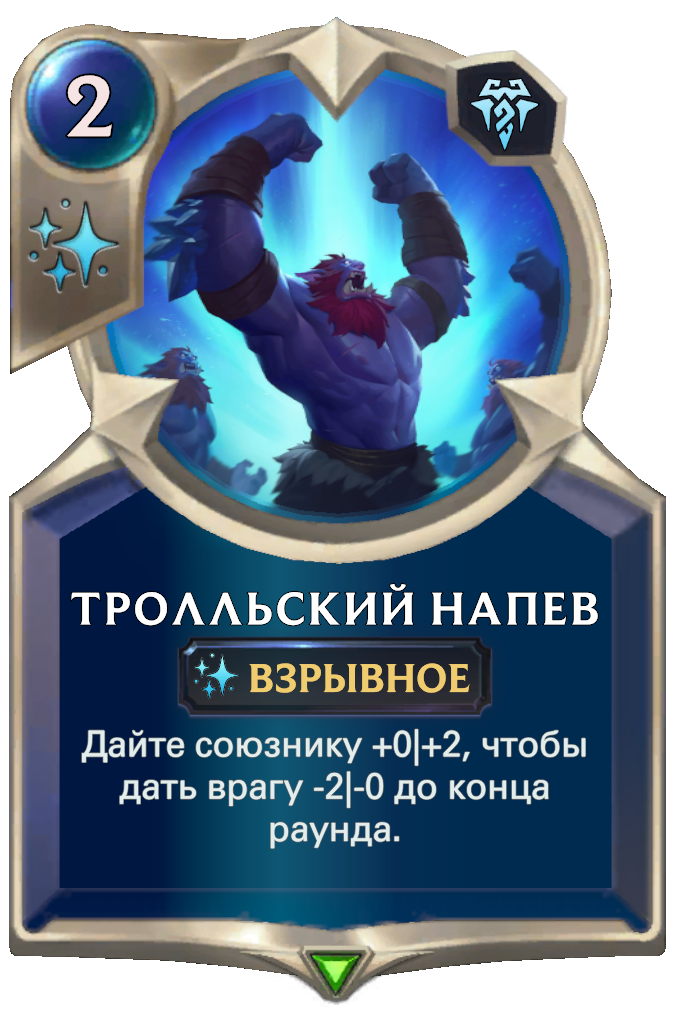 2
ТРОЛЛЬСКИЙ НАПЕВ
ВЗРЫВНОЕ
Дайте союзнику +0|+2, чтобы
дать врагу -2|-0 до конца
раунда.